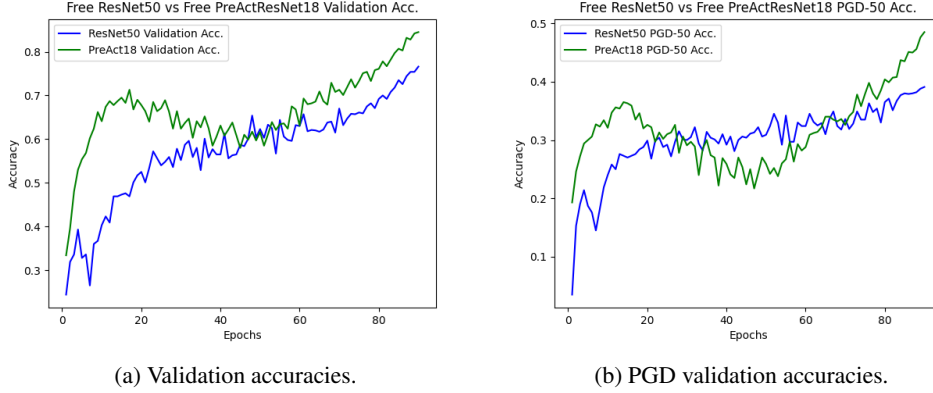 Free ResNet50 vs Free PreActResNet18 Validation Acc.
ResNet50 Validation Acc.
PreAct18 Validation Acc.
0.8
0.7
0.6
0.5
0.4
0.3
Accuracy
0
20
40
60
80
Epochs
(a) Validation accuracies.
Free ResNet50 vs Free PreActResNet18 PGD-50 Acc.
ResNet50 PGD-50 Acc.
PreAct18 PGD-50 Acc.
0.5
0.4
0.3
0.2
0.1
Accuracy
0
20
40
60
80
Epochs
(b) PGD validation accuracies.